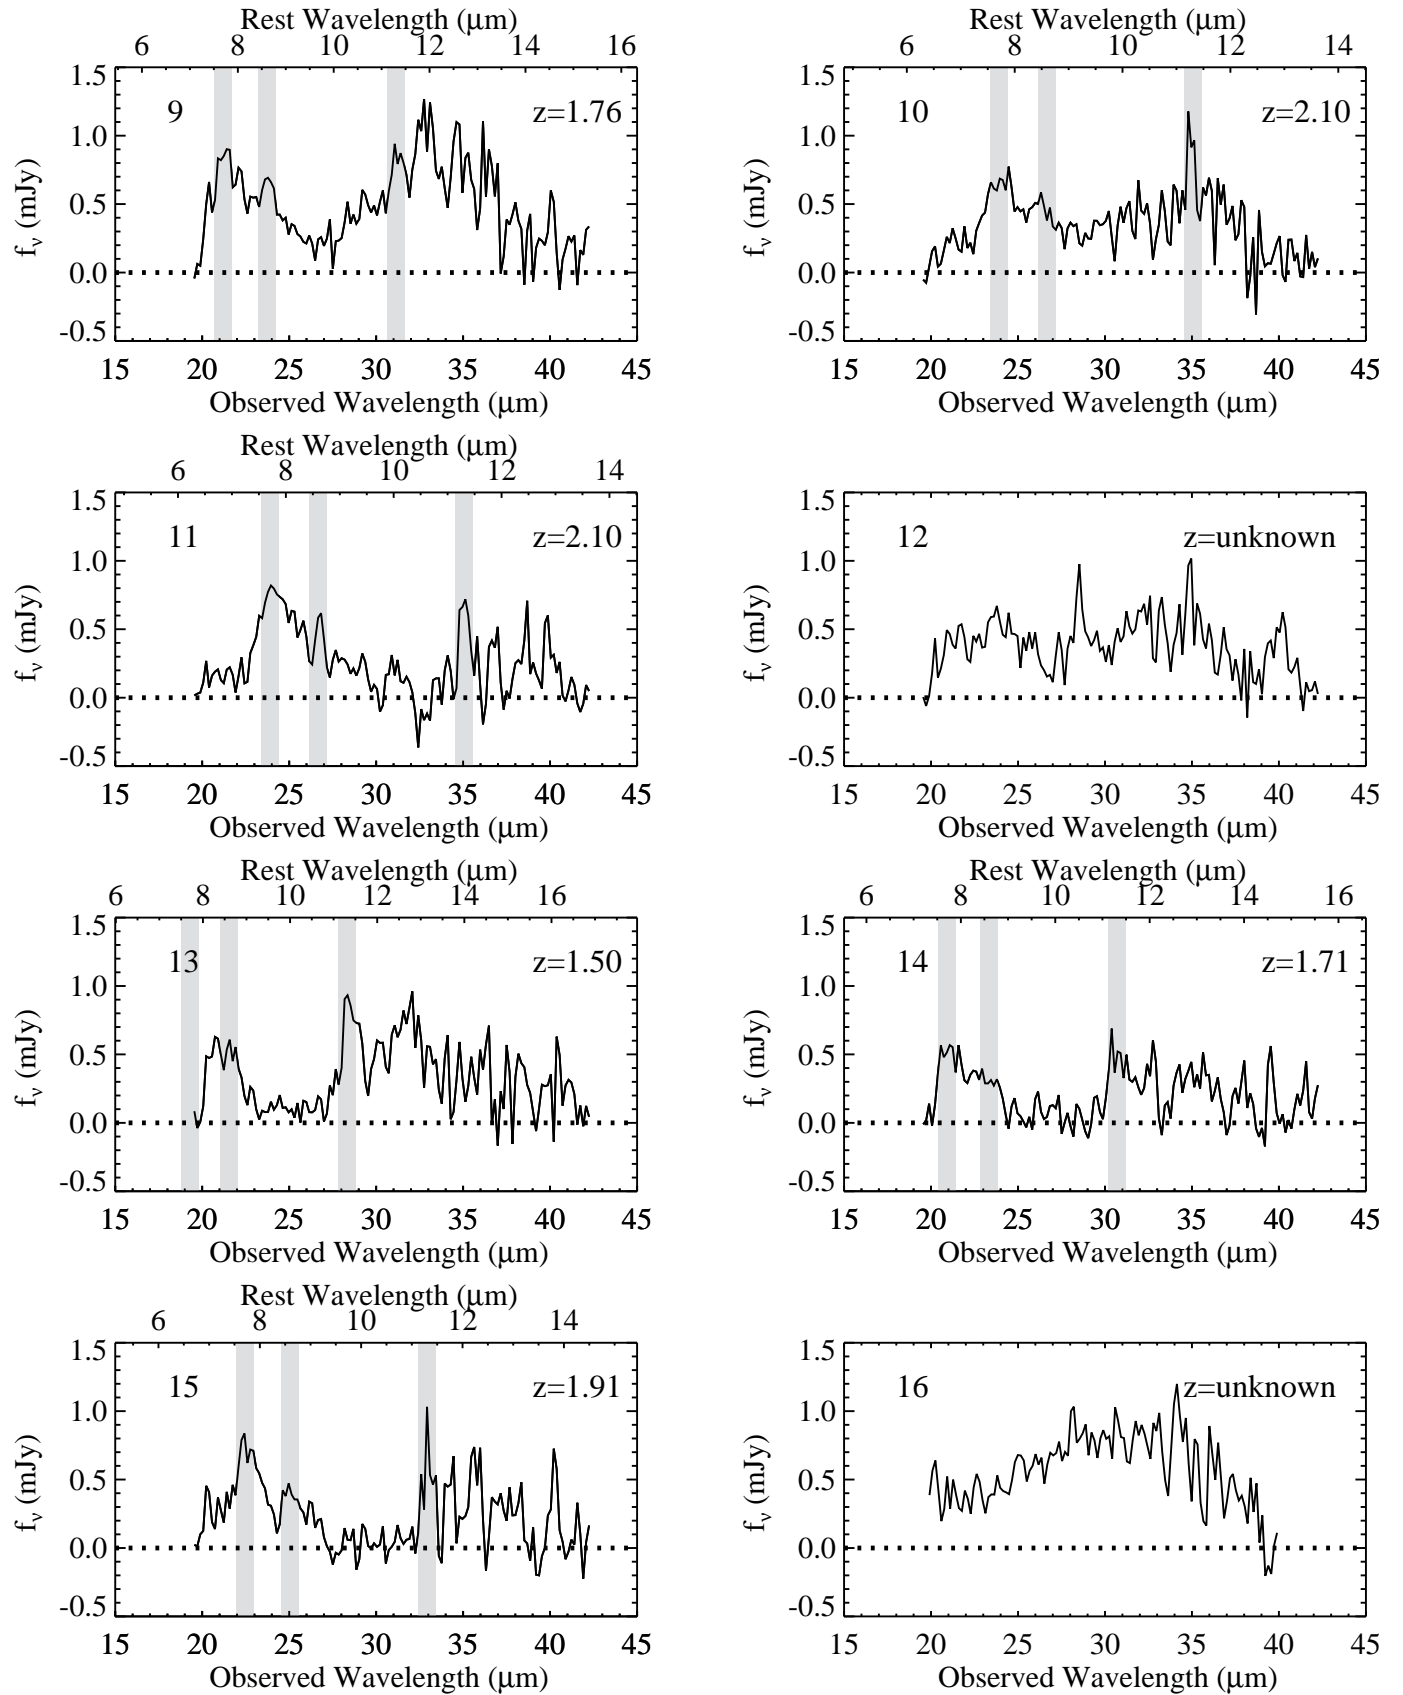 Rest Wavelength (μm)
6 8 10 12 14 16
1.5
1.0
0.5
0.0
-0.5
fν (mJy)
9 z=1.76
15 20 25 30 35 40 45
Observed Wavelength (μm)
Rest Wavelength (μm)
6 8 10 12 14
1.5
1.0
0.5
0.0
-0.5
fν (mJy)
10 z=2.10
15 20 25 30 35 40 45
Observed Wavelength (μm)
Rest Wavelength (μm)
6 8 10 12 14
1.5
1.0
0.5
0.0
-0.5
fν (mJy)
11 z=2.10
15 20 25 30 35 40 45
Observed Wavelength (μm)
1.5
1.0
0.5
0.0
-0.5
fν (mJy)
12 z=unknown
15 20 25 30 35 40 45
Observed Wavelength (μm)
Rest Wavelength (μm)
6 8 10 12 14 16
1.5
1.0
0.5
0.0
-0.5
fν (mJy)
13 z=1.50
15 20 25 30 35 40 45
Observed Wavelength (μm)
Rest Wavelength (μm)
6 8 10 12 14 16
1.5
1.0
0.5
0.0
-0.5
fν (mJy)
14 z=1.71
15 20 25 30 35 40 45
Observed Wavelength (μm)
Rest Wavelength (μm)
6 8 10 12 14
1.5
1.0
0.5
0.0
-0.5
fν (mJy)
15 z=1.91
15 20 25 30 35 40 45
Observed Wavelength (μm)
1.5
1.0
0.5
0.0
-0.5
fν (mJy)
16 z=unknown
15 20 25 30 35 40 45
Observed Wavelength (μm)